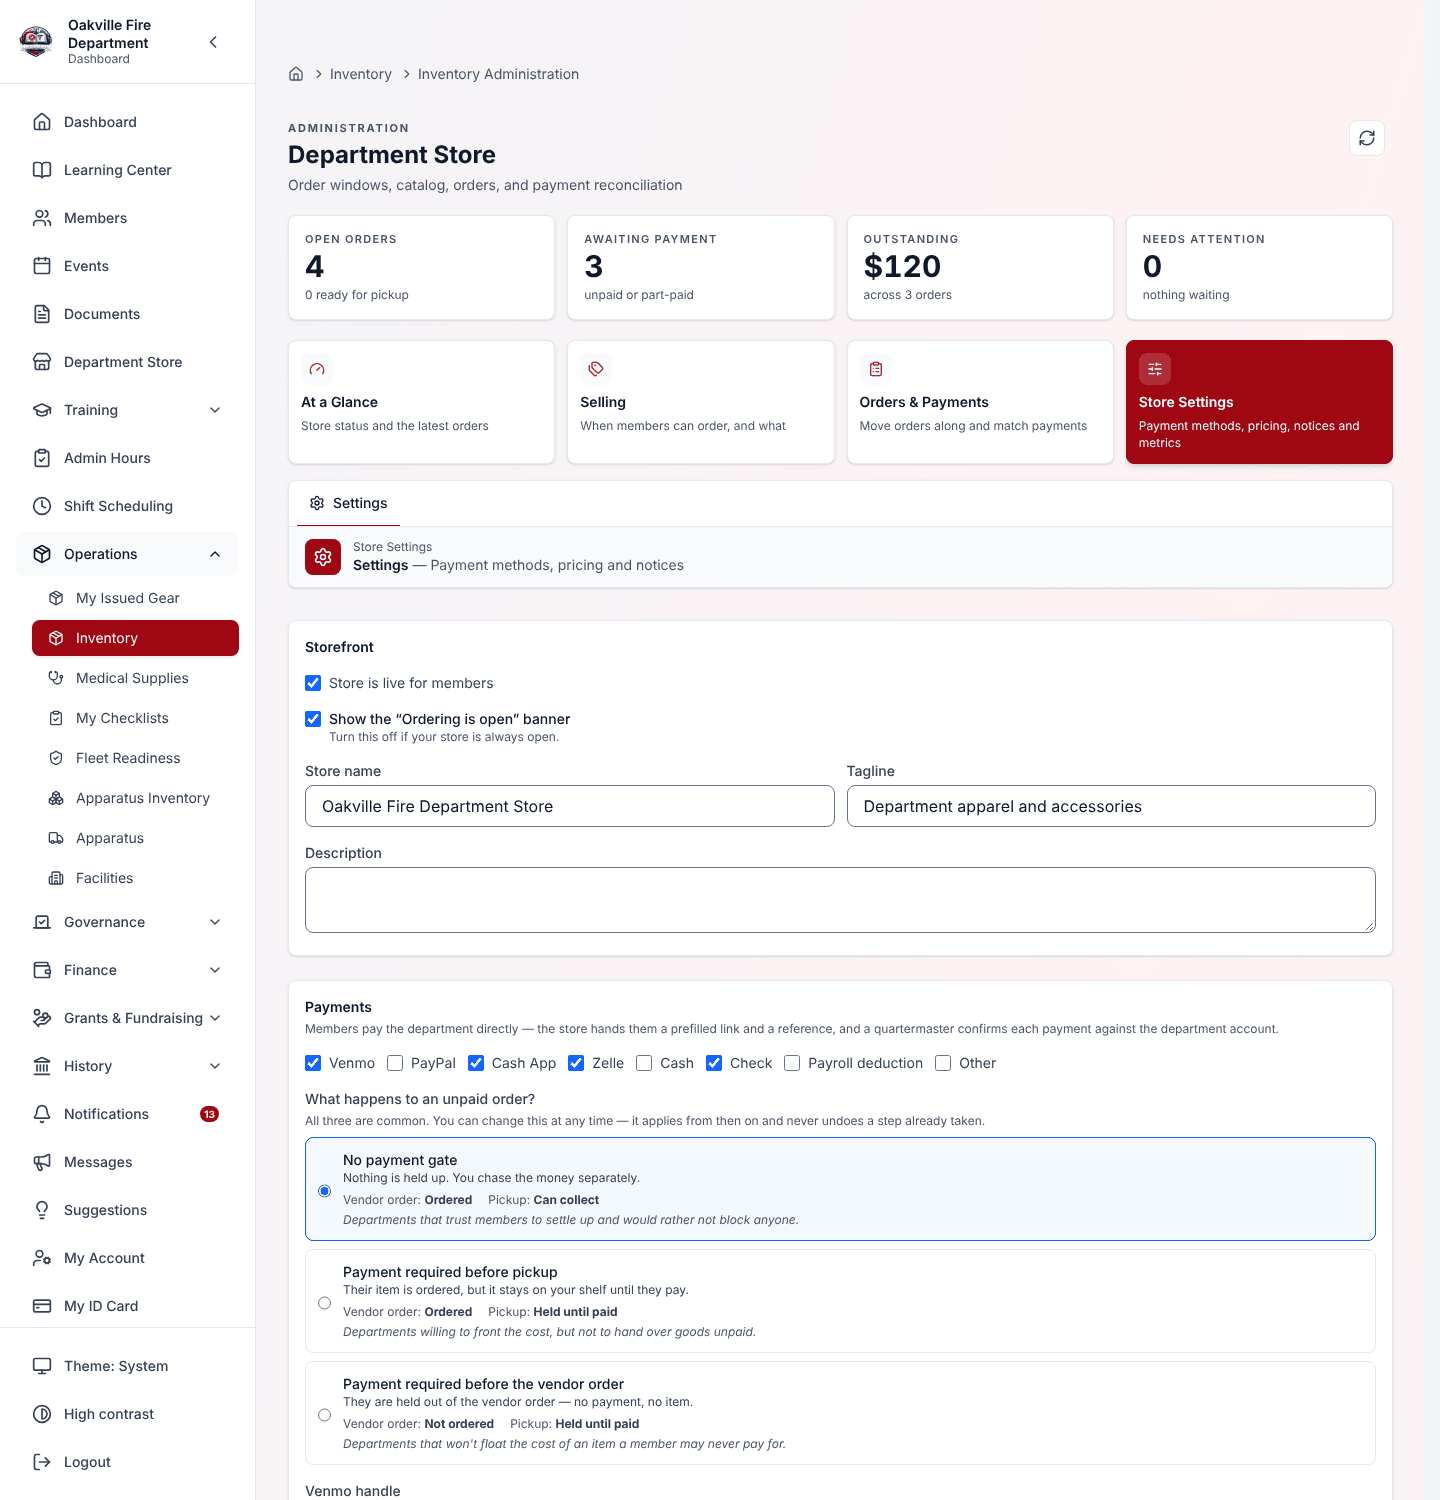 Oakville Fire
Department
Dashboard
Dashboard
Learning Center
Members
Events
Documents
Department Store
Training
Admin Hours
Shift Scheduling
Operations
My Issued Gear
Inventory
Medical Supplies
My Checklists
Fleet Readiness
Apparatus Inventory
Apparatus
Facilities
Governance
Finance
Grants & Fundraising
History
Notifications 13
Messages
Suggestions
My Account
My ID Card
Theme: System
High contrast
Logout
Inventory Inventory Administration
ADMINISTRATION
Department Store
Order windows, catalog, orders, and payment reconciliation
OPEN ORDERS
4
0 ready for pickup
AWAITING PAYMENT
3
unpaid or part-paid
OUTSTANDING
$120
across 3 orders
NEEDS ATTENTION
0
nothing waiting
At a Glance
Store status and the latest orders
Selling
When members can order, and what
Orders & Payments
Move orders along and match payments
Store Settings
Payment methods, pricing, notices and
metrics
Settings
Store Settings
Settings — Payment methods, pricing and notices
Storefront
Store is live for members
Show the “Ordering is open” banner
Turn this off if your store is always open.
Store name
Oakville Fire Department Store
Tagline
Department apparel and accessories
Description
Payments
Members pay the department directly — the store hands them a prefilled link and a reference, and a quartermaster confirms each payment against the department account.
Venmo PayPal Cash App Zelle Cash Check Payroll deduction Other
What happens to an unpaid order?
All three are common. You can change this at any time — it applies from then on and never undoes a step already taken.
No payment gate
Nothing is held up. You chase the money separately.
Vendor order: Ordered Pickup: Can collect
Departments that trust members to settle up and would rather not block anyone.
Payment required before pickup
Their item is ordered, but it stays on your shelf until they pay.
Vendor order: Ordered Pickup: Held until paid
Departments willing to front the cost, but not to hand over goods unpaid.
Payment required before the vendor order
They are held out of the vendor order — no payment, no item.
Vendor order: Not ordered Pickup: Held until paid
Departments that won't float the cost of an item a member may never pay for.
Venmo handle